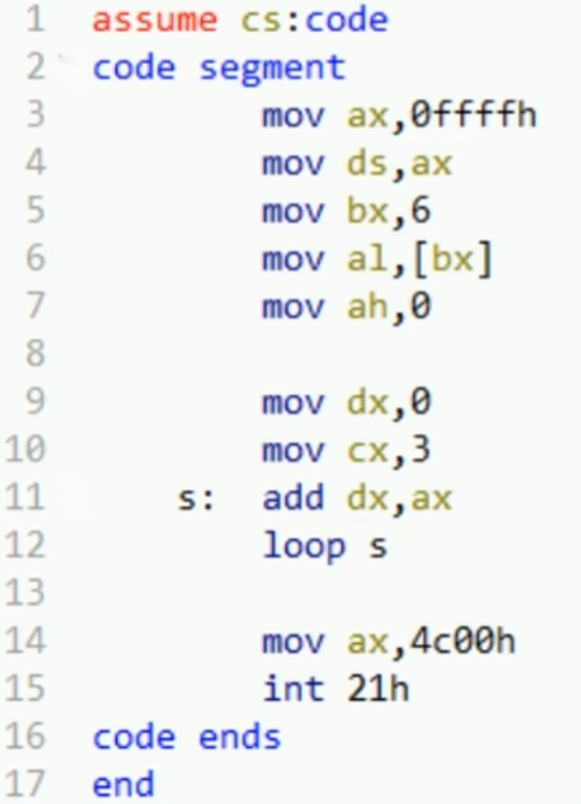 1 assume cs:code
2 code segment
3 mov ax,0ffffh
4 mov ds,ax
5 mov bx,6
6 mov al,[bx]
7 mov ah,0
8
9 mov dx,0
10 mov cx,3
11 s: add dx,ax
12 loop s
13
14 mov ax,4c00h
15 int 21h
16 code ends
17 end